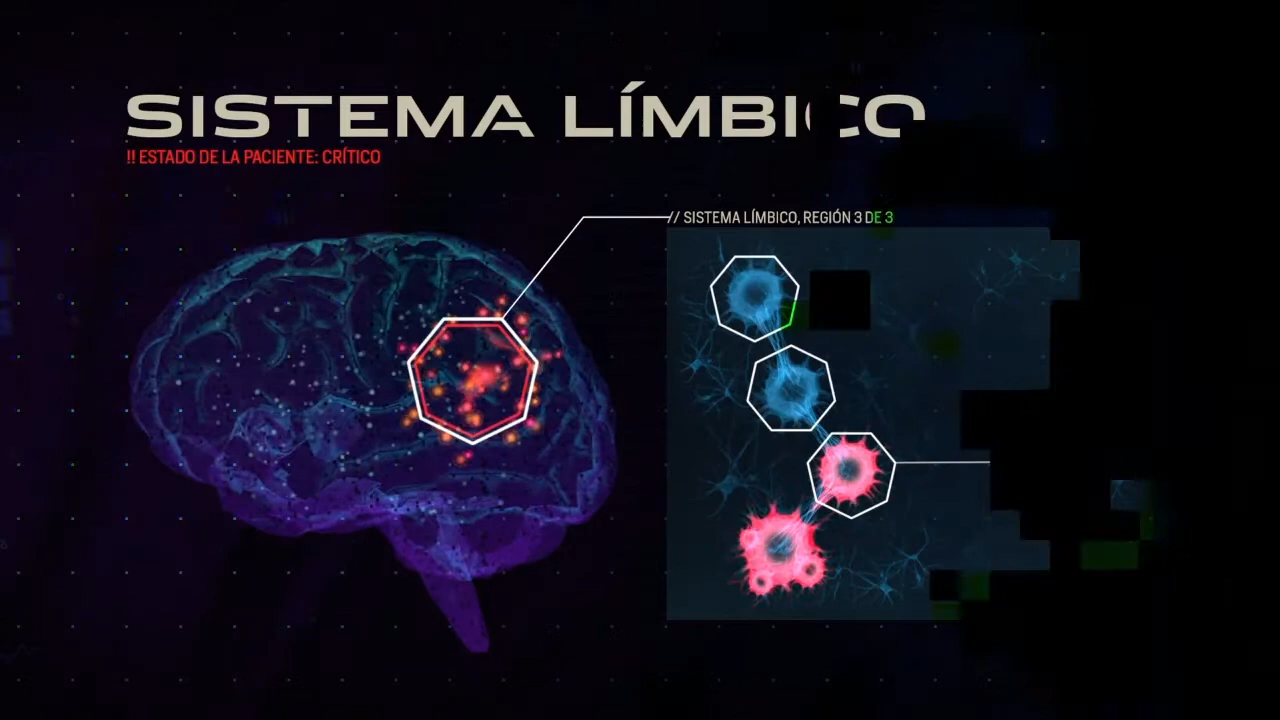 SISTEMA LÍMBICO
!! ESTADO DE LA PACIENTE: CRÍTICO
// SISTEMA LÍMBICO, REGIÓN 3 DE 3